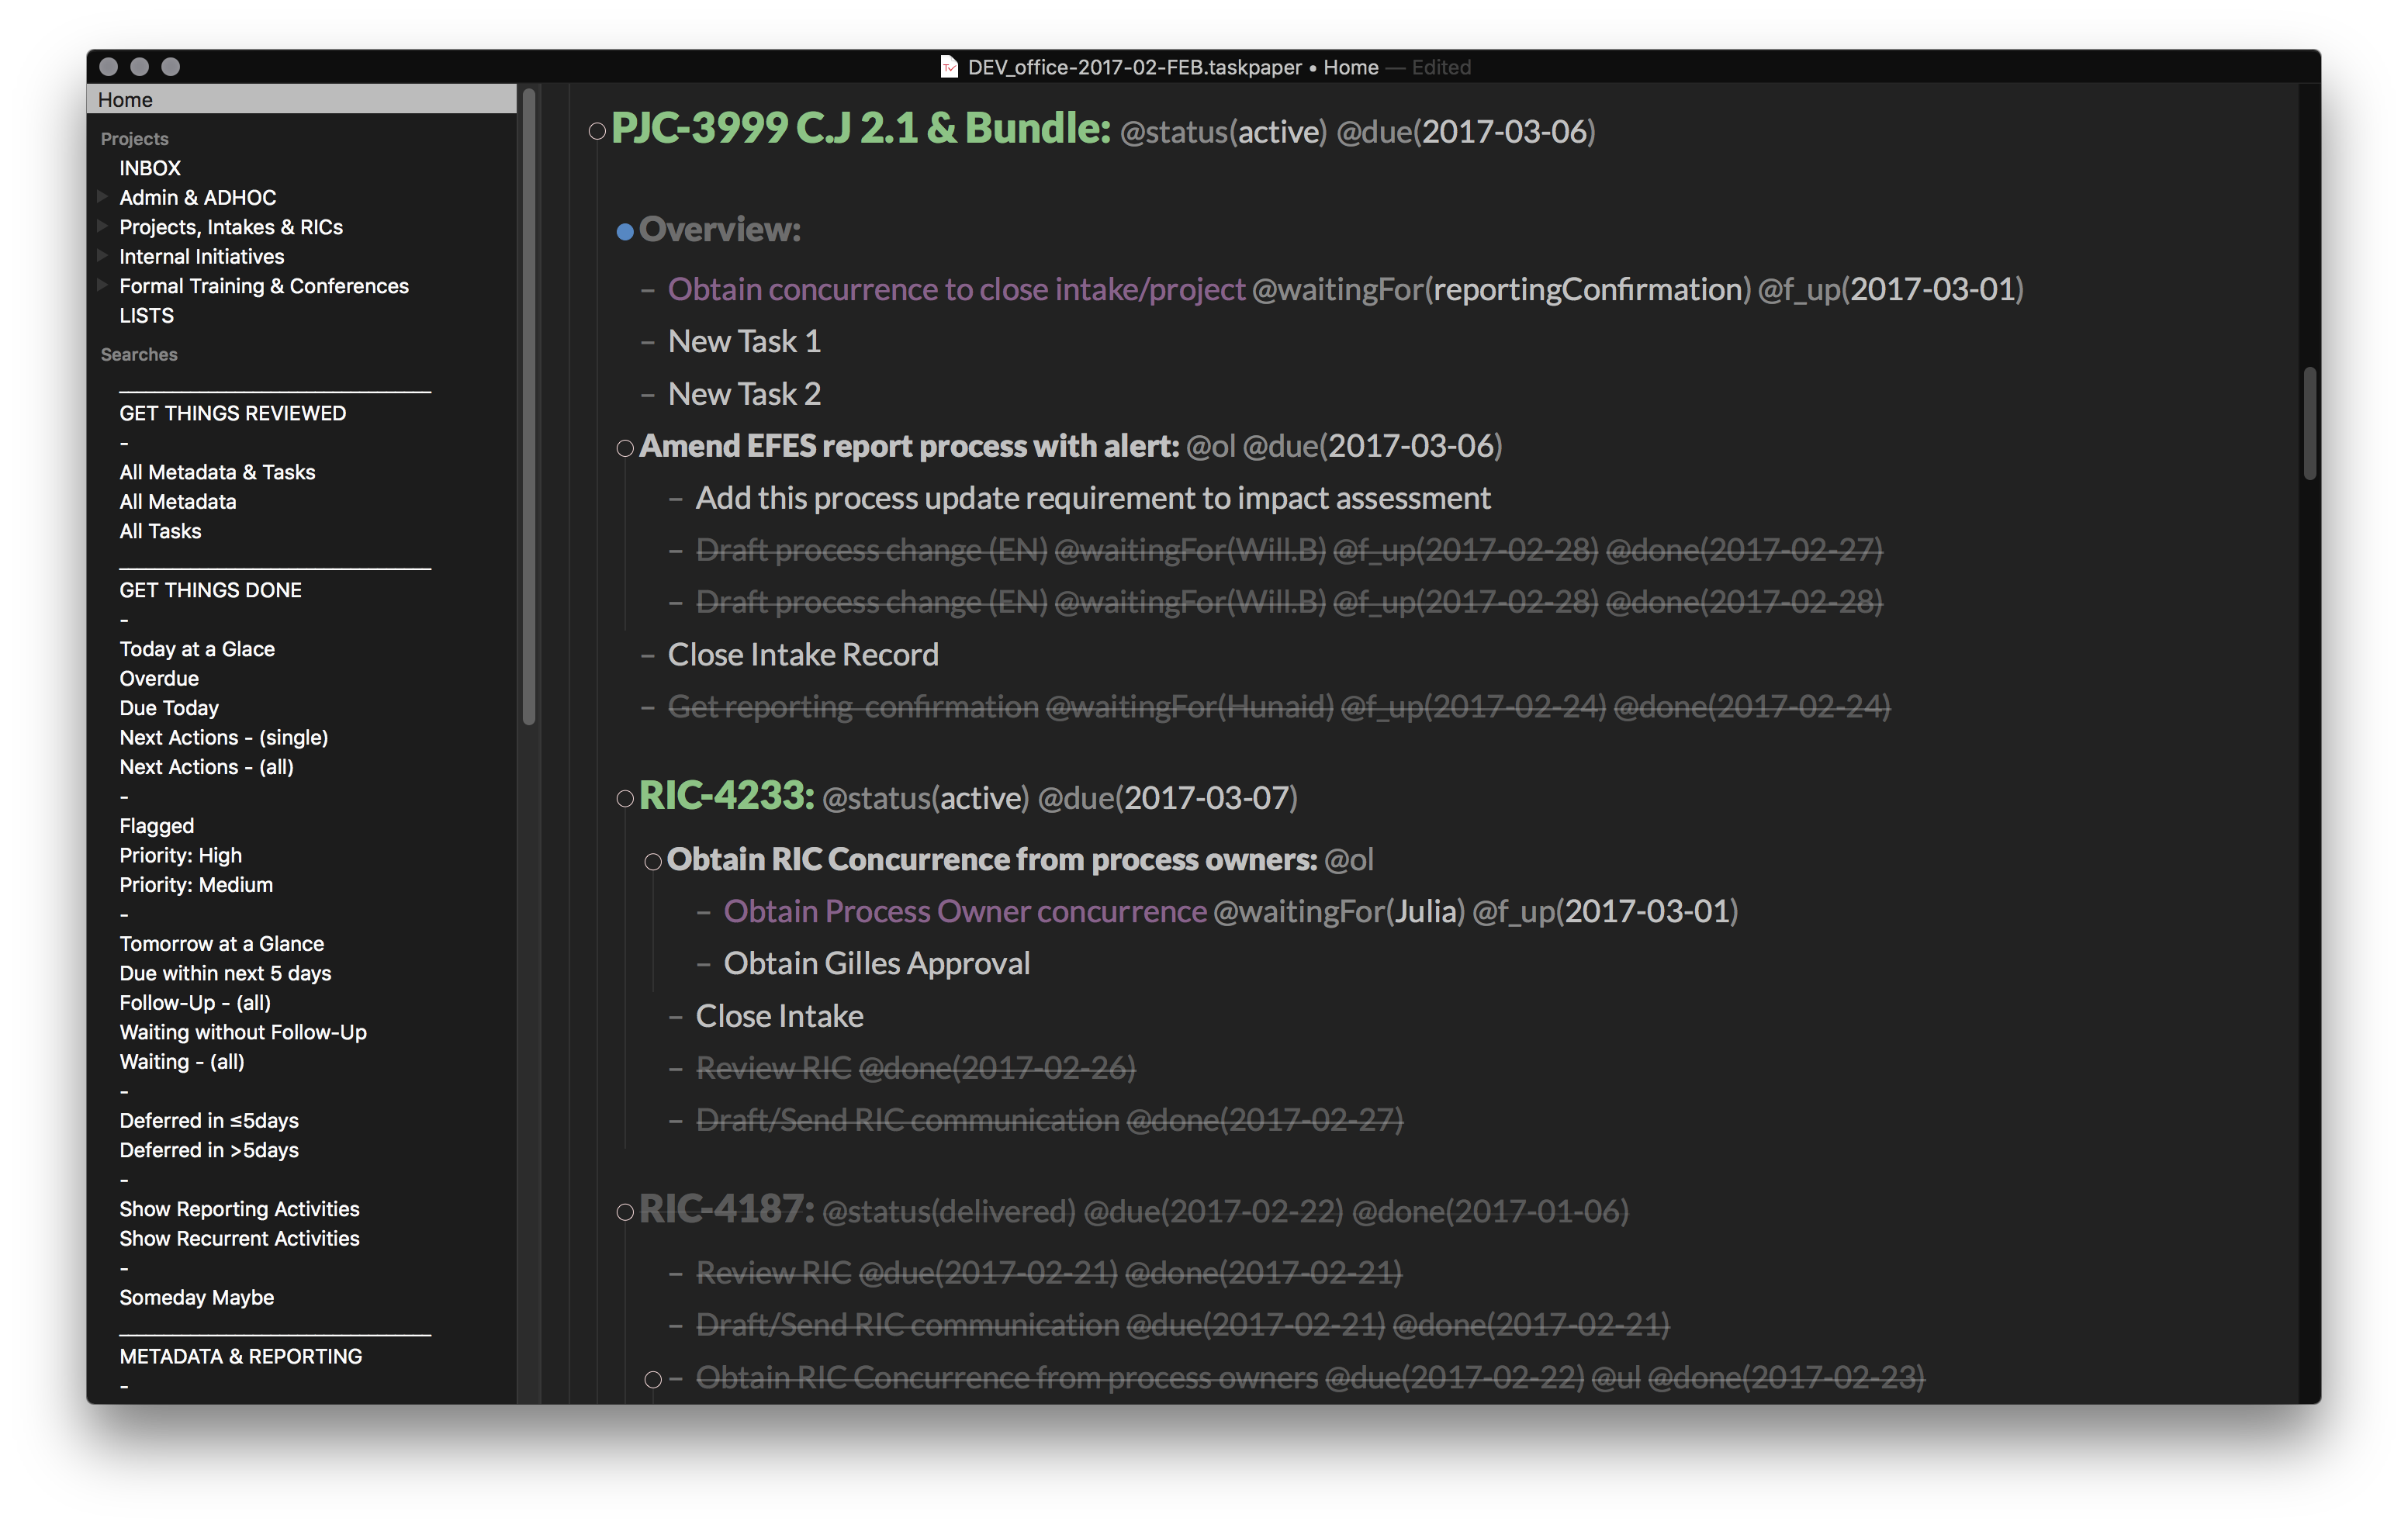 DEV_office-2017-02-FEB.taskpaper • Home — Edited
Home
Projects
INBOX
Admin & ADHOC
Projects, Intakes & RICs
Internal Initiatives
Formal Training & Conferences
LISTS
Searches
GET THINGS REVIEWED
-
All Metadata & Tasks
All Metadata
All Tasks
GET THINGS DONE
-
Today at a Glace
Overdue
Due Today
Next Actions - (single)
Next Actions - (all)
-
Flagged
Priority: High
Priority: Medium
-
Tomorrow at a Glance
Due within next 5 days
Follow-Up - (all)
Waiting without Follow-Up
Waiting - (all)
-
Deferred in ≤5days
Deferred in >5days
-
Show Reporting Activities
Show Recurrent Activities
-
Someday Maybe
METADATA & REPORTING
-
PJC-3999 C.J 2.1 & Bundle: @status(active) @due(2017-03-06)
Overview:
- Obtain concurrence to close intake/project @waitingFor(reportingConfirmation) @f_up(2017-03-01)
- New Task 1
- New Task 2
Amend EFES report process with alert: @ol @due(2017-03-06)
- Add this process update requirement to impact assessment
- Draft process change (EN) @waitingFor(Will.B) @f_up(2017-02-28) @done(2017-02-27)
- Draft process change (EN) @waitingFor(Will.B) @f_up(2017-02-28) @done(2017-02-28)
- Close Intake Record
- Get reporting  confirmation @waitingFor(Hunaid) @f_up(2017-02-24) @done(2017-02-24)
RIC-4233: @status(active) @due(2017-03-07)
Obtain RIC Concurrence from process owners: @ol
- Obtain Process Owner concurrence @waitingFor(Julia) @f_up(2017-03-01)
- Obtain Gilles Approval
- Close Intake
- Review RIC @done(2017-02-26)
- Draft/Send RIC communication @done(2017-02-27)
RIC-4187: @status(delivered) @due(2017-02-22) @done(2017-01-06)
- Review RIC @due(2017-02-21) @done(2017-02-21)
- Draft/Send RIC communication @due(2017-02-21) @done(2017-02-21)
- Obtain RIC Concurrence from process owners @due(2017-02-22) @ul @done(2017-02-23)